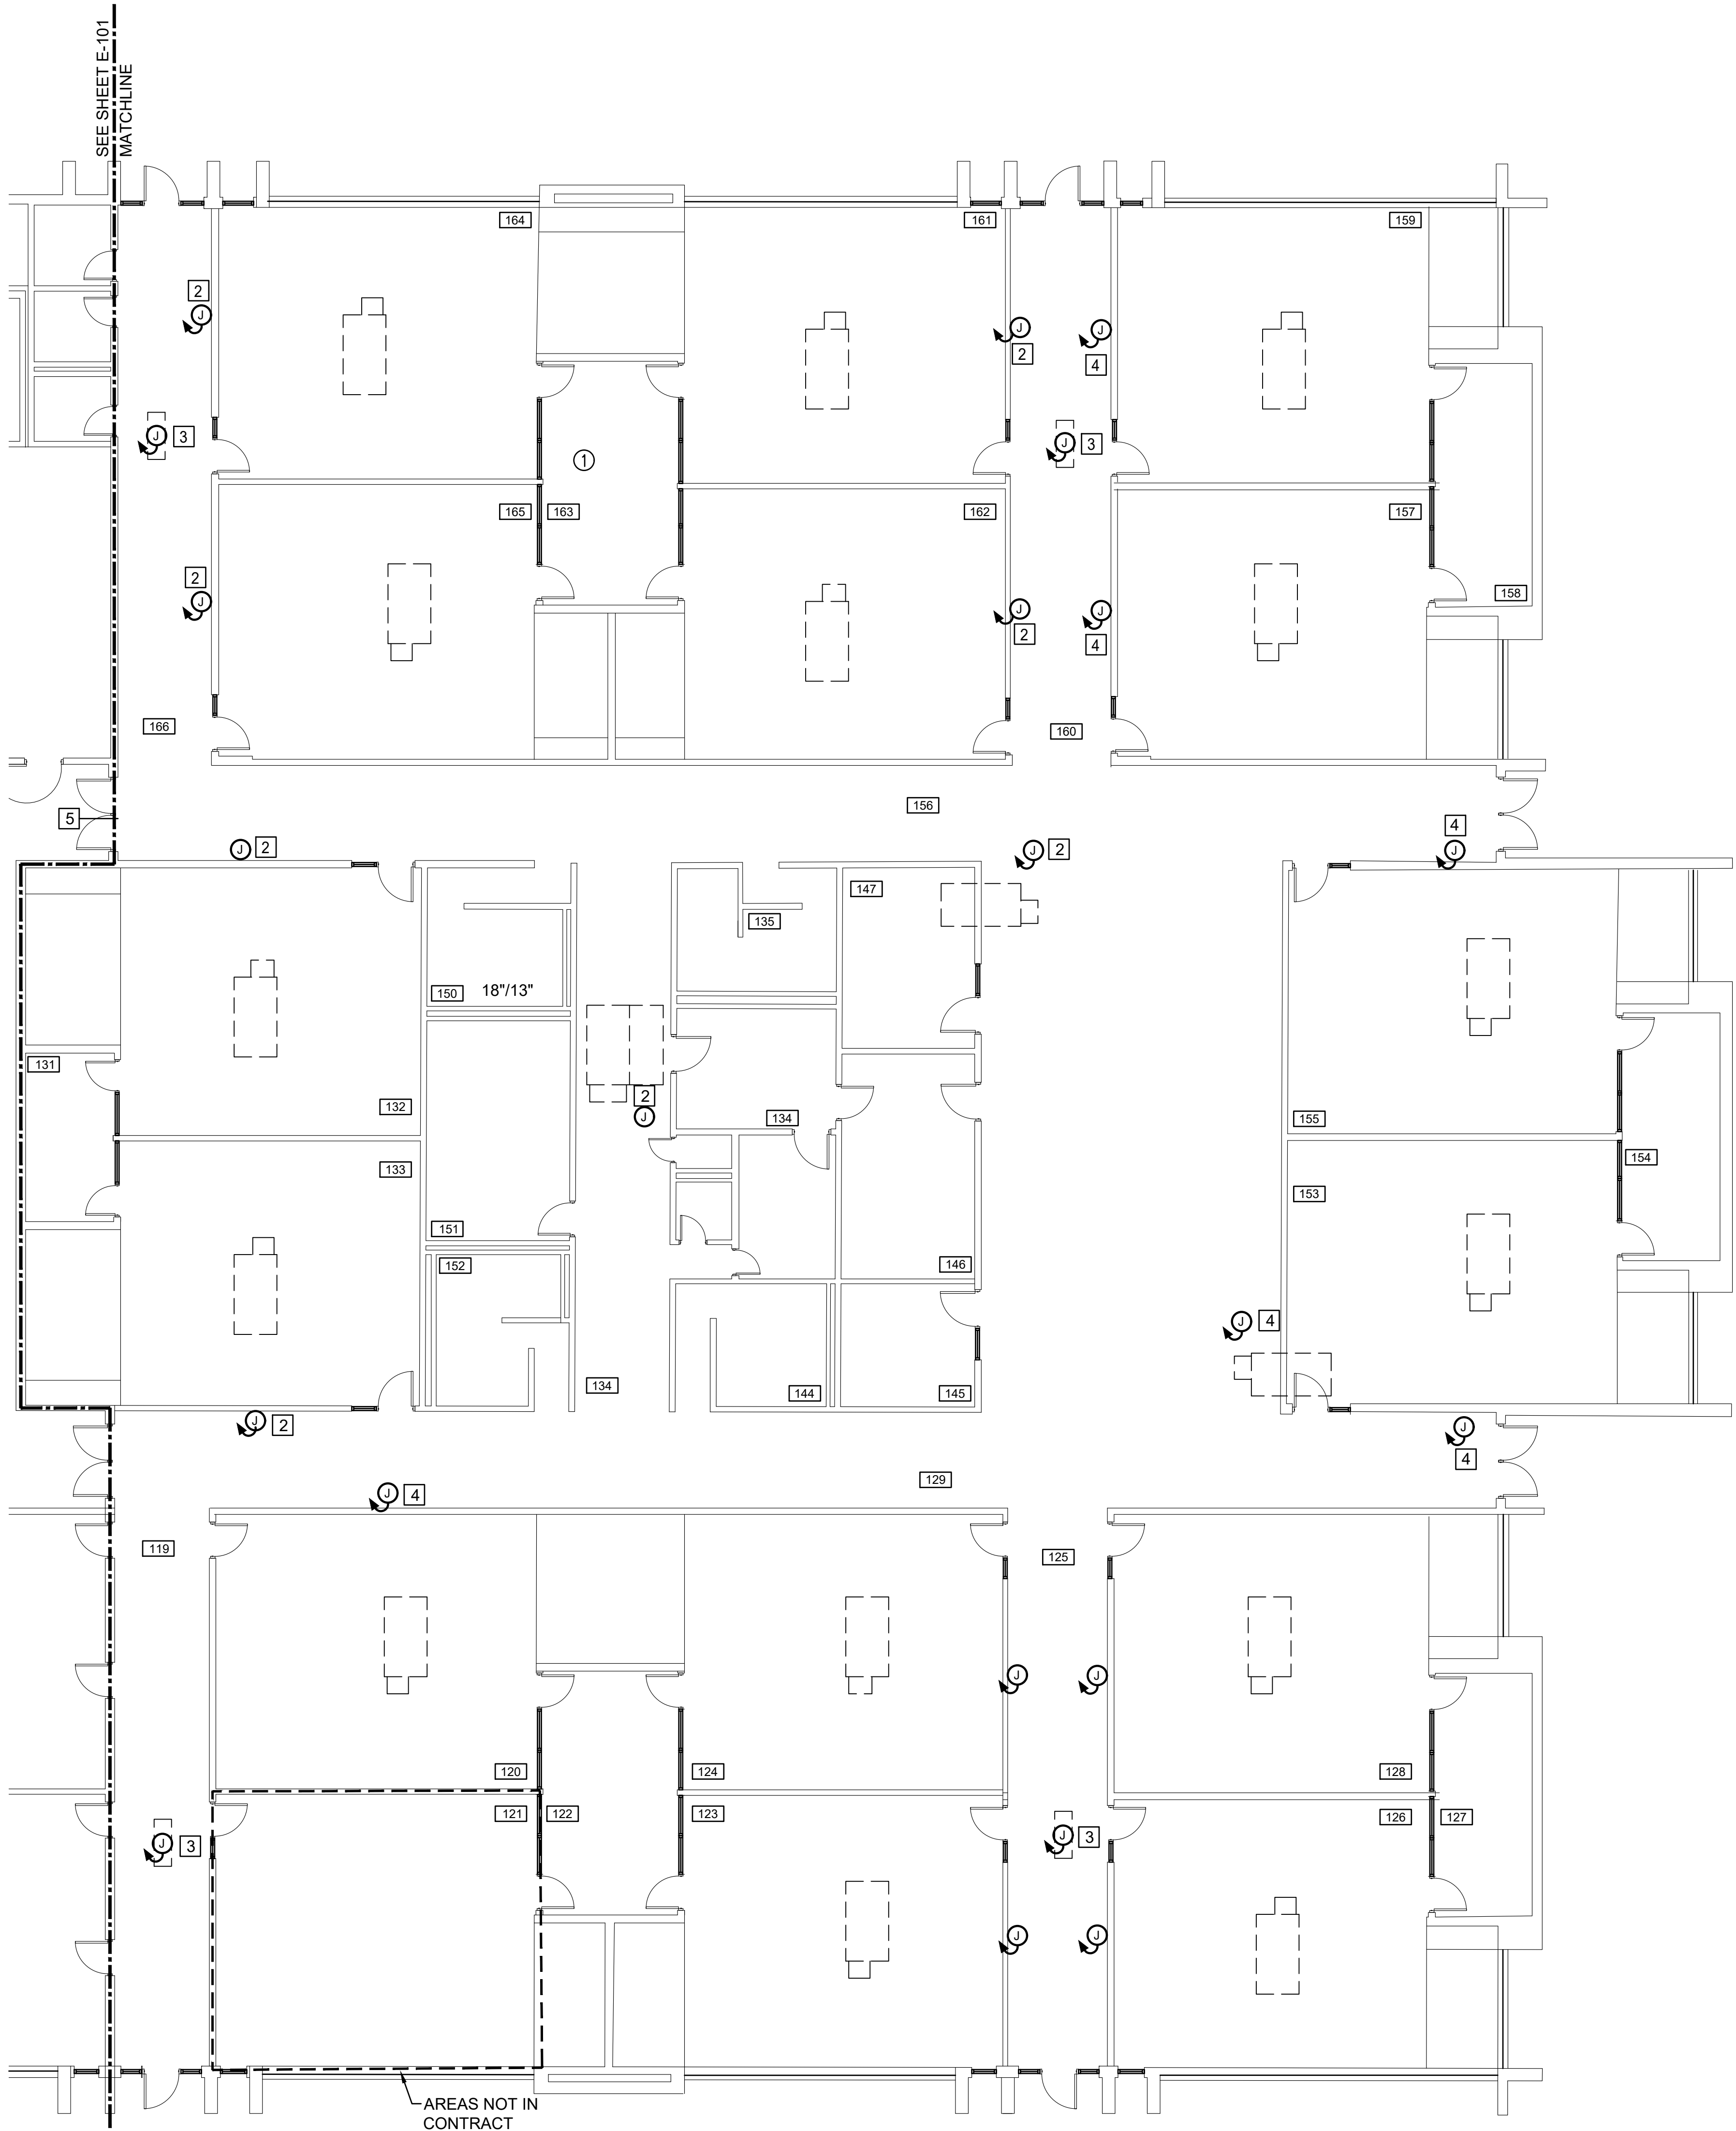 SEE SHEET E-101
MATCHLINE
164
161
159
2
J
J
2
J
4
J
3
J
3
1
165
163
162
157
2
J
J
2
J
4
158
166
160
156
5
J
2
J
2
4
J
147
135
150
18"/13"
131
2
J
132
134
155
133
154
153
151
152
146
J
4
134
144
145
J
2
J
4
129
J
4
119
125
J
J
120
124
128
121
122
123
126
127
J
3
J
3
J
J
AREAS NOT IN
CONTRACT